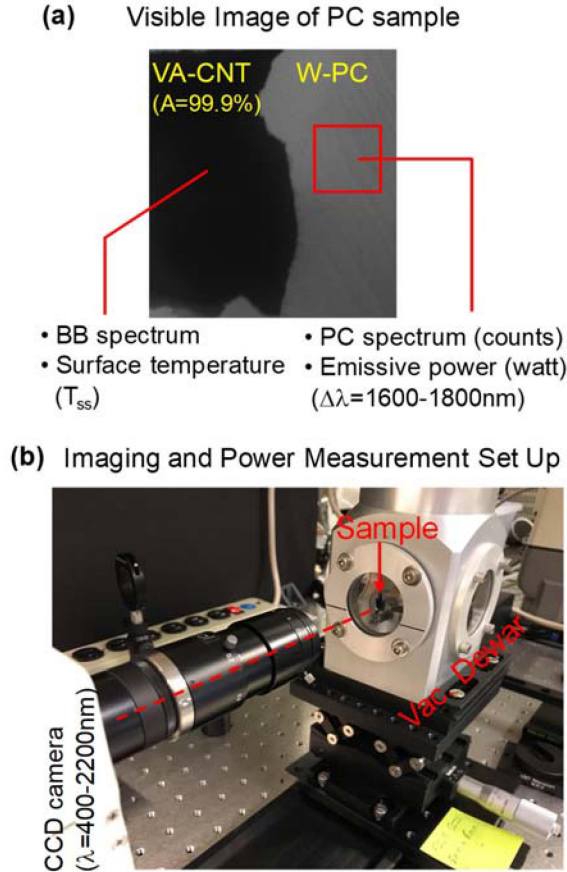 (a) Visible Image of PC sample
VA-CNT
(A=99.9%)
W-PC
• BB spectrum
• Surface temperature
(Tss)
• PC spectrum (counts)
• Emissive power (watt)
(Δλ=1600-1800nm)
(b) Imaging and Power Measurement Set Up
Sample
Vac. Dewar
CCD camera
(λ=400-2200nm)